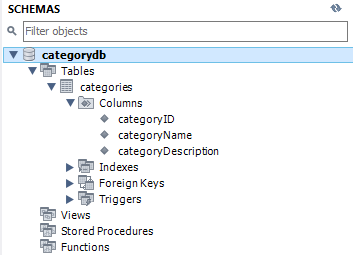 SCHEMAS
Filter objects
categorydb
Tables
categories
Columns
categoryID
categoryName
categoryDescription
Indexes
Foreign Keys
Triggers
Views
Stored Procedures
Functions